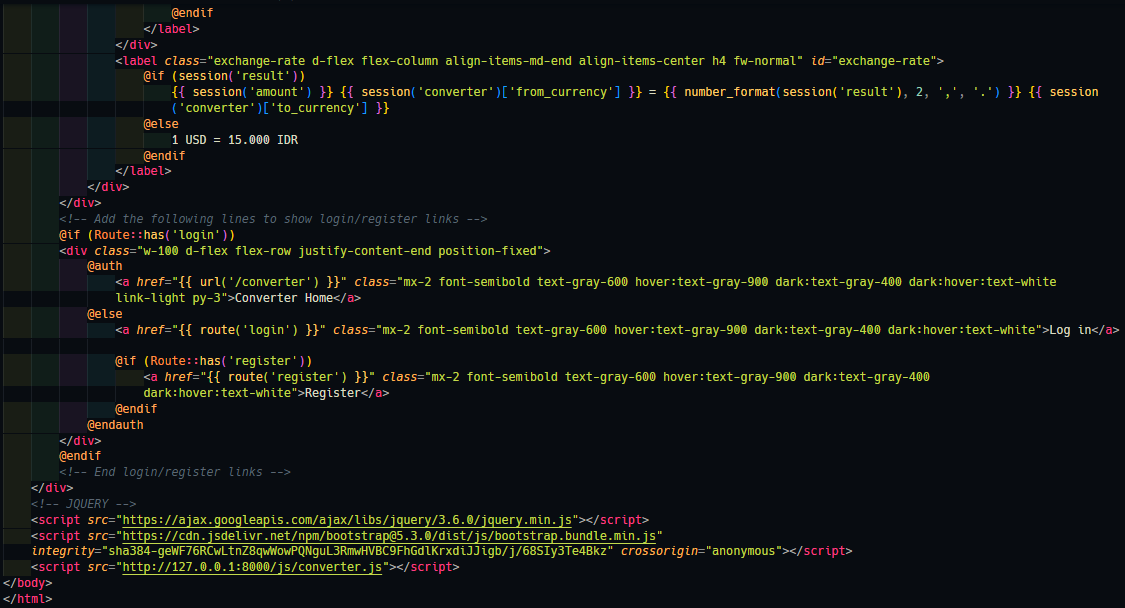 @endif
</label>
</div>
<label class="exchange-rate d-flex flex-column align-items-md-end align-items-center h4 fw-normal" id="exchange-rate">
@if (session('result'))
{{ session('amount') }} {{ session('converter')['from_currency'] }} = {{ number_format(session('result'), 2, ',', '.') }} {{ session
('converter')['to_currency'] }}
@else
1 USD = 15.000 IDR
@endif
</label>
</div>
</div>
<!-- Add the following lines to show login/register links -->
@if (Route::has('login'))
<div class="w-100 d-flex flex-row justify-content-end position-fixed">
@auth
<a href="{{ url('/converter') }}" class="mx-2 font-semibold text-gray-600 hover:text-gray-900 dark:text-gray-400 dark:hover:text-white
link-light py-3">Converter Home</a>
@else
<a href="{{ route('login') }}" class="mx-2 font-semibold text-gray-600 hover:text-gray-900 dark:text-gray-400 dark:hover:text-white">Log in</a>
@if (Route::has('register'))
<a href="{{ route('register') }}" class="mx-2 font-semibold text-gray-600 hover:text-gray-900 dark:text-gray-400
dark:hover:text-white">Register</a>
@endif
@endauth
</div>
@endif
<!-- End login/register links -->
</div>
<!-- JQUERY -->
<script src="https://ajax.googleapis.com/ajax/libs/jquery/3.6.0/jquery.min.js"></script>
<script src="https://cdn.jsdelivr.net/npm/bootstrap@5.3.0/dist/js/bootstrap.bundle.min.js"
integrity="sha384-geWF76RCwLtnZ8qwWowPQNguL3RmwHVBC9FhGdlKrxdiJJigb/j/68SIy3Te4Bkz" crossorigin="anonymous"></script>
<script src="http://127.0.0.1:8000/js/converter.js"></script>
</body>
</html>